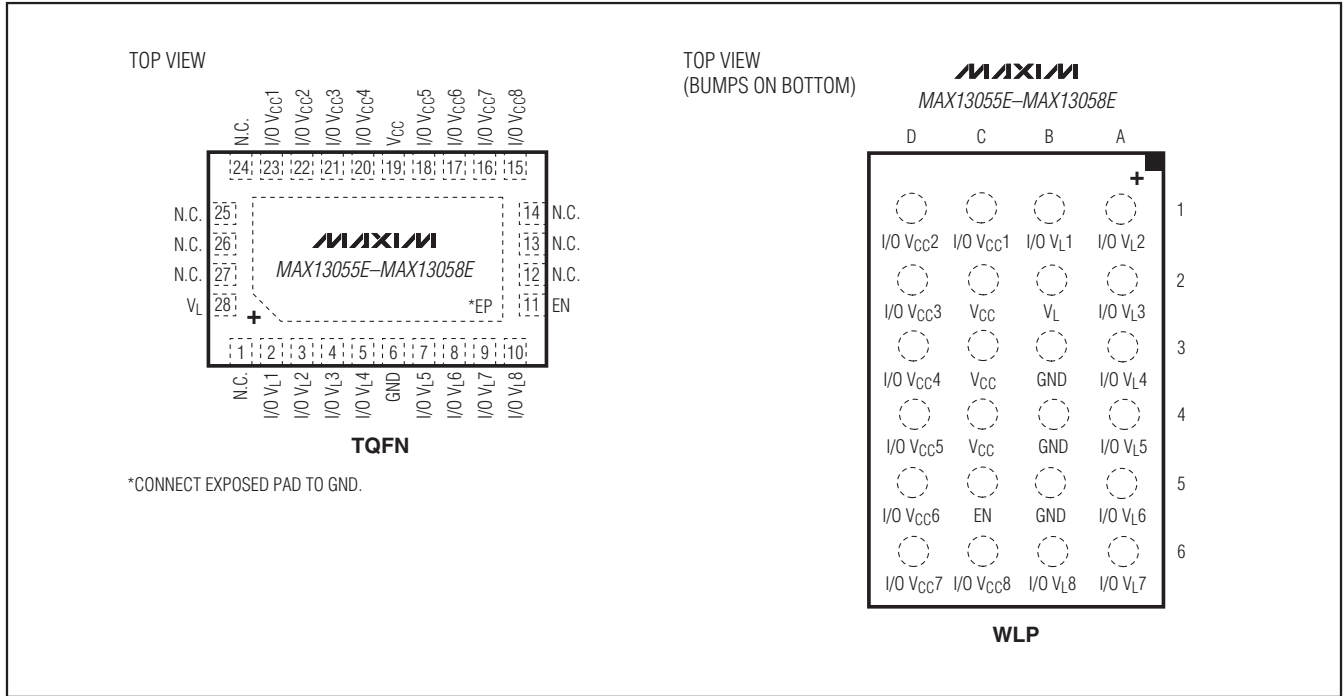 TOP VIEW
N.C.
I/O VCC1
I/O VCC2
I/O VCC3
I/O VCC4
VCC
I/O VCC5
I/O VCC6
I/O VCC7
I/O VCC8
24 23 22 21 20 19 18 17 16 15
N.C. 25
N.C. 26
N.C. 27
VL 28
14 N.C.
13 N.C.
12 N.C.
11 EN
MAXIM
MAX13055E–MAX13058E
*EP
+
1 2 3 4 5 6 7 8 9 10
N.C.
I/O VL1
I/O VL2
I/O VL3
I/O VL4
GND
I/O VL5
I/O VL6
I/O VL7
I/O VL8
TQFN
*CONNECT EXPOSED PAD TO GND.
TOP VIEW
(BUMPS ON BOTTOM)
MAXIM
MAX13055E–MAX13058E
D C B A
+
1
I/O VCC2 I/O VCC1 I/O VL1 I/O VL2
2
I/O VCC3 VCC VL I/O VL3
3
I/O VCC4 VCC GND I/O VL4
4
I/O VCC5 VCC GND I/O VL5
5
I/O VCC6 EN GND I/O VL6
6
I/O VCC7 I/O VCC8 I/O VL8 I/O VL7
WLP